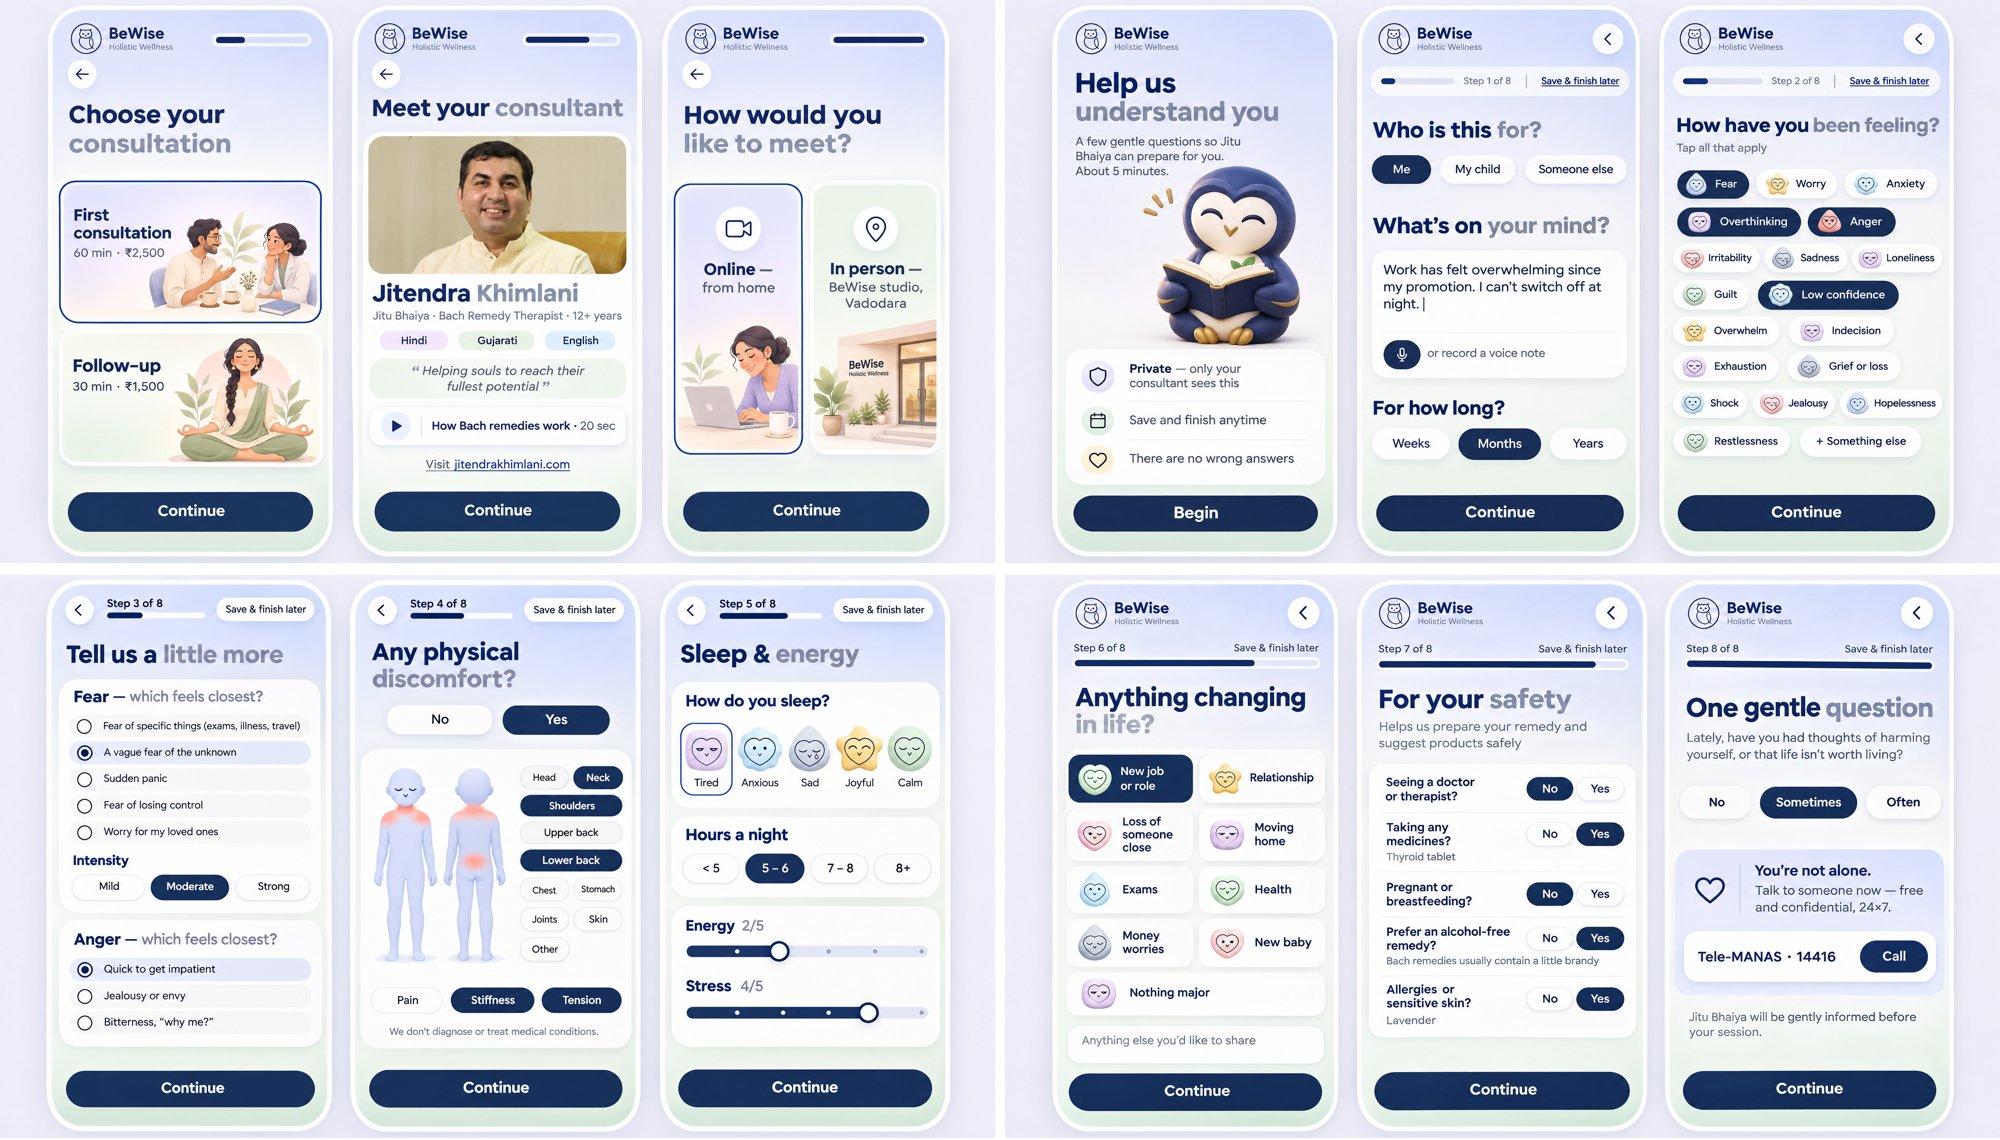 BeWise
Holistic Wellness
Choose your
consultation
First
consultation
60 min · ₹2,500
Follow-up
30 min · ₹1,500
Continue
BeWise
Holistic Wellness
Meet your consultant
Jitendra Khimlani
Jitu Bhaiya · Bach Remedy Therapist · 12+ years
Hindi
Gujarati
English
“ Helping souls to reach their
fullest potential ”
How Bach remedies work · 20 sec
Visit jitendrakhimlani.com
Continue
BeWise
Holistic Wellness
How would you
like to meet?
Online —
from home
In person —
BeWise studio,
Vadodara
BeWise
Holistic Wellness
Continue
BeWise
Holistic Wellness
Help us
understand you
A few gentle questions so Jitu
Bhaiya can prepare for you.
About 5 minutes.
Private — only your
consultant sees this
Save and finish anytime
There are no wrong answers
Begin
BeWise
Holistic Wellness
Step 1 of 8
Save & finish later
Who is this for?
Me
My child
Someone else
What’s on your mind?
Work has felt overwhelming since
my promotion. I can’t switch off at
night.
or record a voice note
For how long?
Weeks
Months
Years
Continue
BeWise
Holistic Wellness
Step 2 of 8
Save & finish later
How have you been feeling?
Tap all that apply
Fear
Worry
Anxiety
Overthinking
Anger
Irritability
Sadness
Loneliness
Guilt
Low confidence
Overwhelm
Indecision
Exhaustion
Grief or loss
Shock
Jealousy
Hopelessness
Restlessness
+ Something else
Continue
Step 3 of 8
Save & finish later
Tell us a little more
Fear — which feels closest?
Fear of specific things (exams, illness, travel)
A vague fear of the unknown
Sudden panic
Fear of losing control
Worry for my loved ones
Intensity
Mild
Moderate
Strong
Anger — which feels closest?
Quick to get impatient
Jealousy or envy
Bitterness, “why me?”
Continue
Step 4 of 8
Save & finish later
Any physical
discomfort?
No
Yes
Head
Neck
Shoulders
Upper back
Lower back
Chest
Stomach
Joints
Skin
Other
Pain
Stiffness
Tension
We don’t diagnose or treat medical conditions.
Continue
Step 5 of 8
Save & finish later
Sleep & energy
How do you sleep?
Tired
Anxious
Sad
Joyful
Calm
Hours a night
< 5
5 – 6
7 – 8
8+
Energy 2/5
Stress 4/5
Continue
BeWise
Holistic Wellness
Step 6 of 8
Save & finish later
Anything changing
in life?
New job
or role
Relationship
Loss of
someone
close
Moving
home
Exams
Health
Money
worries
New baby
Nothing major
Anything else you’d like to share
Continue
BeWise
Holistic Wellness
Step 7 of 8
Save & finish later
For your safety
Helps us prepare your remedy and
suggest products safely
Seeing a doctor
or therapist?
No
Yes
Taking any
medicines?
Thyroid tablet
No
Yes
Pregnant or
breastfeeding?
No
Yes
Prefer an alcohol-free
remedy?
No
Yes
Bach remedies usually contain a little brandy
Allergies or
sensitive skin?
No
Yes
Lavender
Continue
BeWise
Holistic Wellness
Step 8 of 8
Save & finish later
One gentle question
Lately, have you had thoughts of harming
yourself, or that life isn’t worth living?
No
Sometimes
Often
You’re not alone.
Talk to someone now — free
and confidential, 24×7.
Tele-MANAS · 14416
Call
Jitu Bhaiya will be gently informed before
your session.
Continue